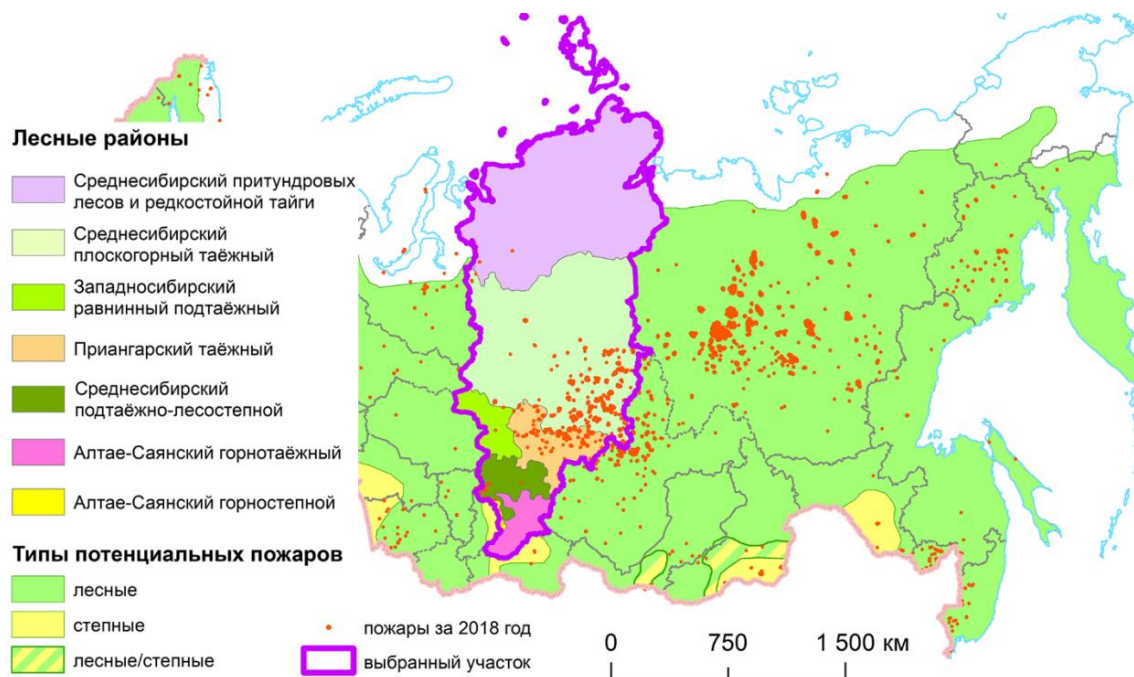 Лесные районы
Среднесибирский притундровых
лесов и редкостойной тайги
Среднесибирский
плоскогорный таёжный
Западносибирский
равнинный подтаёжный
Приангарский таёжный
Среднесибирский
подтаёжно-лесостепной
Алтае-Саянский горнотаёжный
Алтае-Саянский горностепной
Типы потенциальных пожаров
лесные
степные
лесные/степные
пожары за 2018 год
выбранный участок
0 750 1 500 км